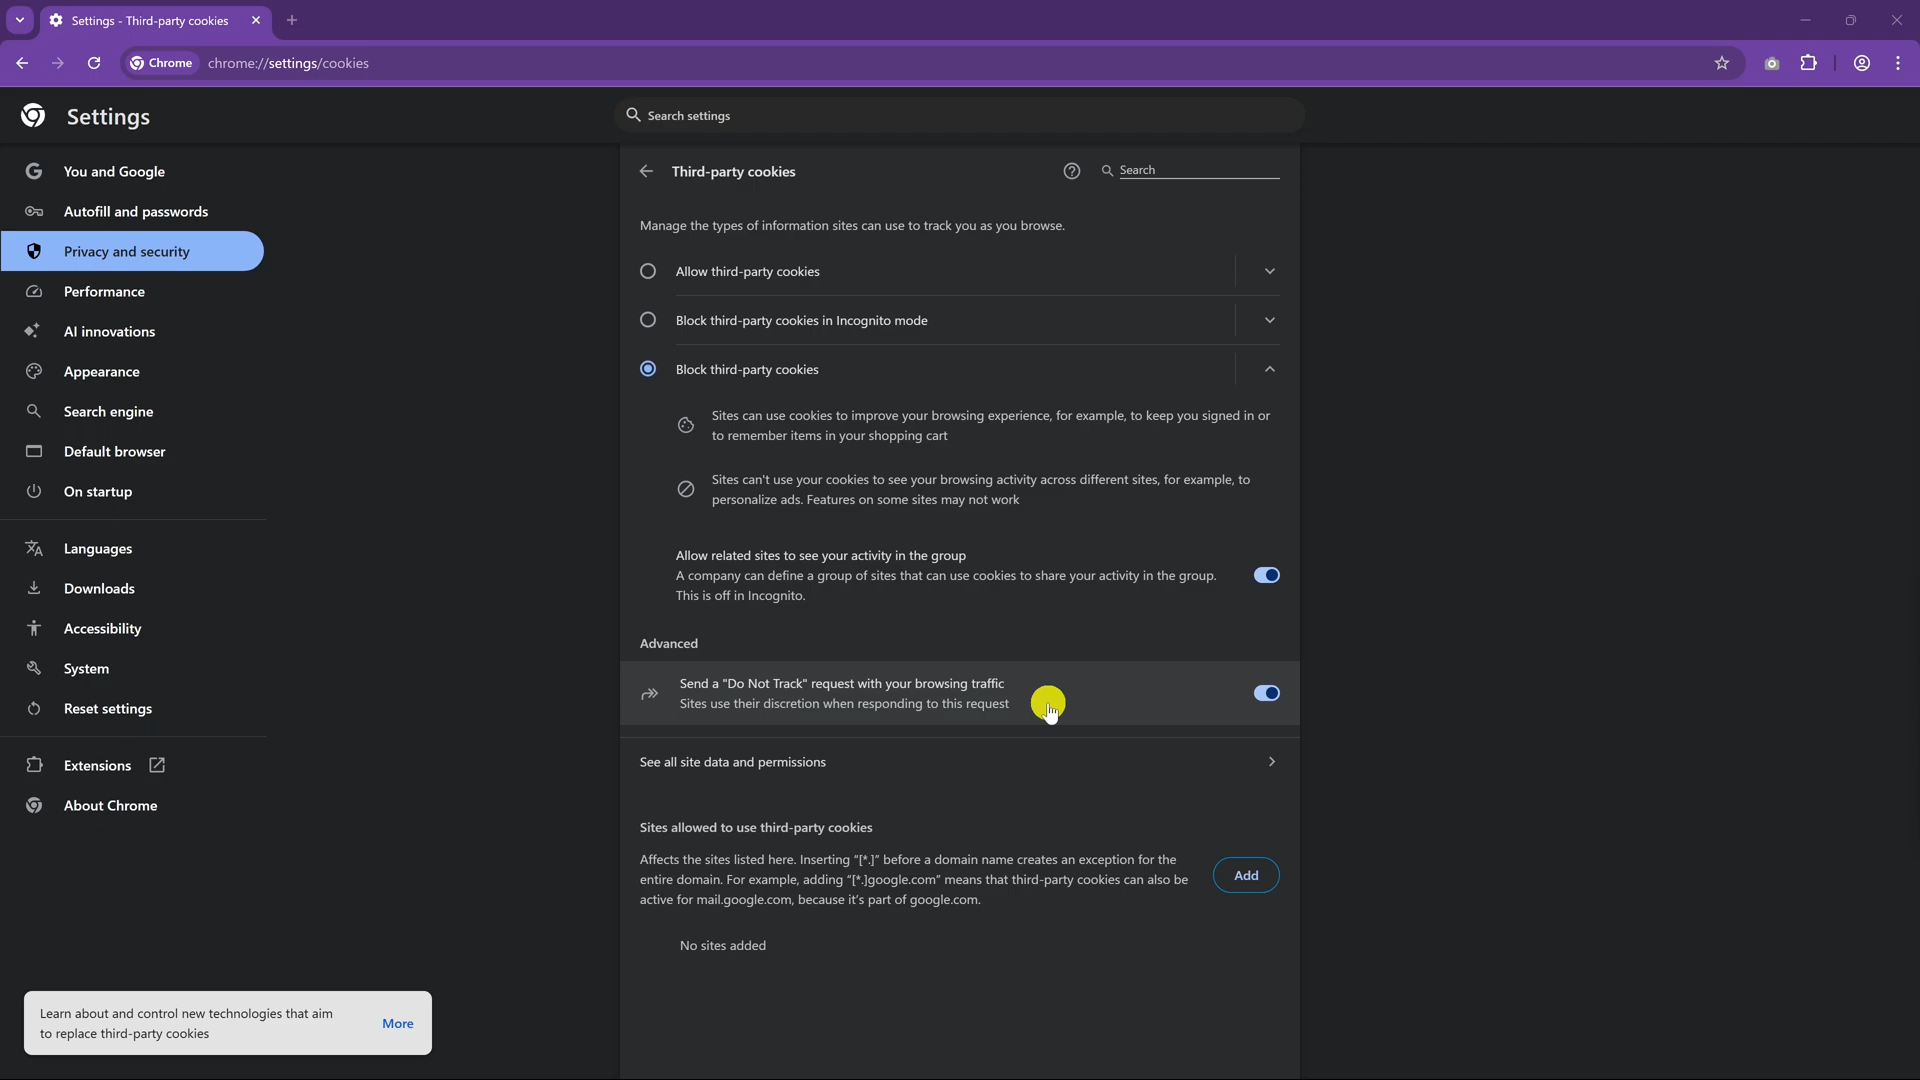 Settings - Third-party cookies
Chrome
chrome://settings/cookies
Settings
Search settings
You and Google
Autofill and passwords
Privacy and security
Performance
AI innovations
Appearance
Search engine
Default browser
On startup
Languages
Downloads
Accessibility
System
Reset settings
Extensions
About Chrome
Third-party cookies
Search
Manage the types of information sites can use to track you as you browse.
Allow third-party cookies
Block third-party cookies in Incognito mode
Block third-party cookies
Sites can use cookies to improve your browsing experience, for example, to keep you signed in or
to remember items in your shopping cart
Sites can't use your cookies to see your browsing activity across different sites, for example, to
personalize ads. Features on some sites may not work
Allow related sites to see your activity in the group
A company can define a group of sites that can use cookies to share your activity in the group.
This is off in Incognito.
Advanced
Send a "Do Not Track" request with your browsing traffic
Sites use their discretion when responding to this request
See all site data and permissions
Sites allowed to use third-party cookies
Affects the sites listed here. Inserting "[*.]" before a domain name creates an exception for the
entire domain. For example, adding "[*.]google.com" means that third-party cookies can also be
active for mail.google.com, because it's part of google.com.
Add
No sites added
Learn about and control new technologies that aim
to replace third-party cookies
More